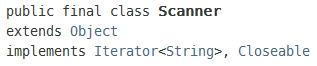 public final class Scanner
extends Object
implements Iterator<String>, Closeable